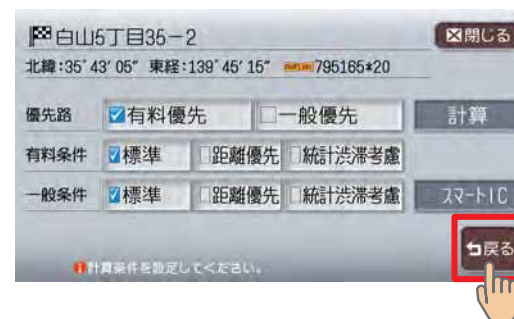 白山5丁目35−2 閉じる
北緯:35°43'05" 東経:139°45'15" 795165*20
優先路 有料優先 一般優先 計算
有料条件 標準 距離優先 統計渋滞考慮
一般条件 標準 距離優先 統計渋滞考慮 スマートIC
戻る
計算条件を設定してください。